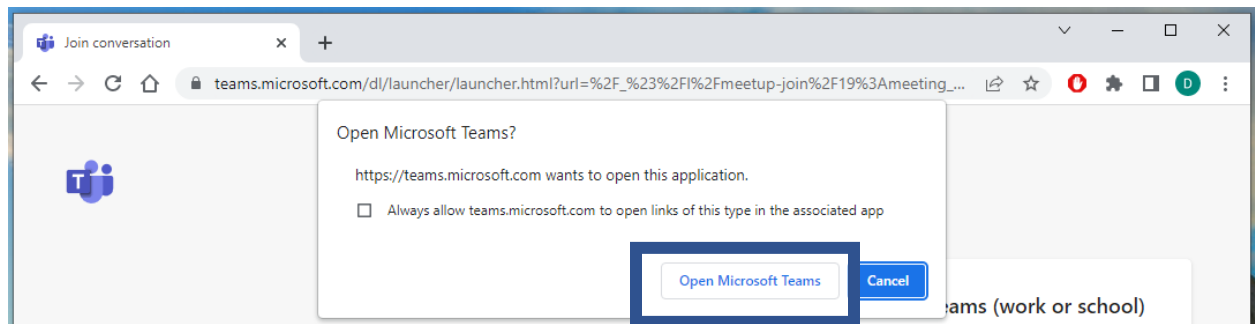 Join conversation
teams.microsoft.com/dl/launcher/launcher.html?url=%2F_%23%2Fl%2Fmeetup-join%2F19%3Ameeting_...
D
Open Microsoft Teams?
https://teams.microsoft.com wants to open this application.
T
Always allow teams.microsoft.com to open links of this type in the associated app
Open Microsoft Teams
Cancel
eams (work or school)